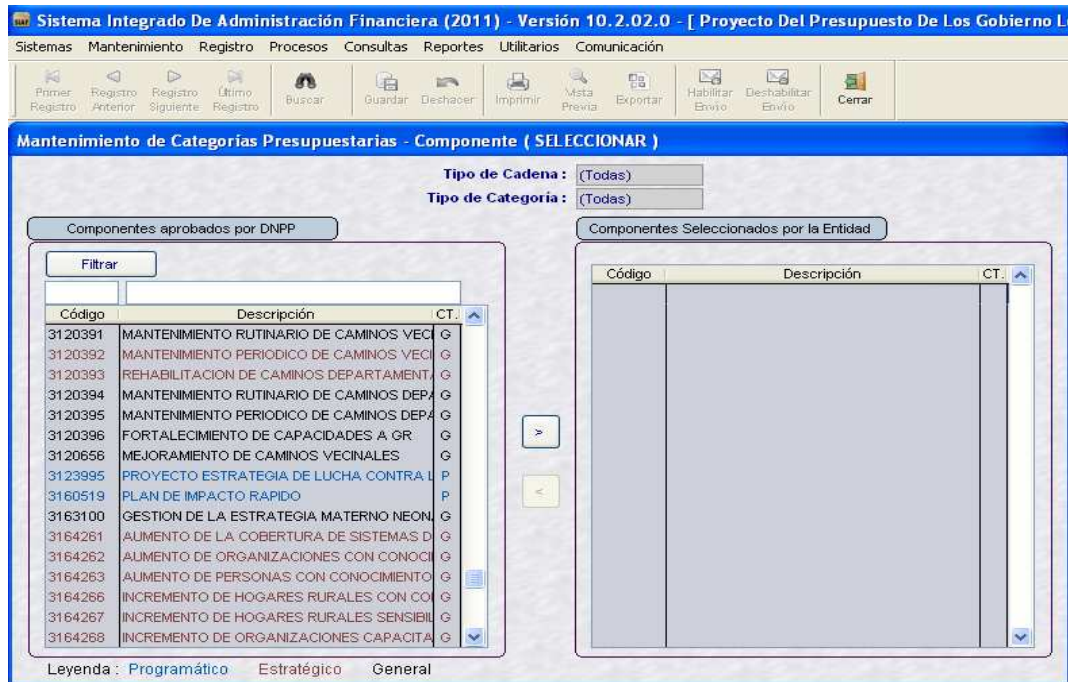 Sistema Integrado De Administración Financiera (2011) - Versión 10.2.02.0 - [ Proyecto Del Presupuesto De Los Gobierno L
Sistemas Mantenimiento Registro Procesos Consultas Reportes Utilitarios Comunicación
Primer Registro
Registro Anterior
Registro Siguiente
Último Registro
Buscar
Guardar
Deshacer
Imprimir
Vista Previa
Exportar
Habilitar Envío
Deshabilitar Envío
Cerrar
Mantenimiento de Categorías Presupuestarias - Componente ( SELECCIONAR )
Tipo de Cadena : (Todas)
Tipo de Categoría : (Todas)
Componentes aprobados por DNPP
Filtrar
Código Descripción CT.
3120391 MANTENIMIENTO RUTINARIO DE CAMINOS VECI G
3120392 MANTENIMIENTO PERIODICO DE CAMINOS VECI G
3120393 REHABILITACION DE CAMINOS DEPARTAMENTA G
3120394 MANTENIMIENTO RUTINARIO DE CAMINOS DEPA G
3120395 MANTENIMIENTO PERIODICO DE CAMINOS DEPA G
3120396 FORTALECIMIENTO DE CAPACIDADES A GR G
3120656 MEJORAMIENTO DE CAMINOS VECINALES G
3123995 PROYECTO ESTRATEGIA DE LUCHA CONTRA L P
3160519 PLAN DE IMPACTO RAPIDO P
3163100 GESTION DE LA ESTRATEGIA MATERNO NEON. G
3164261 AUMENTO DE LA COBERTURA DE SISTEMAS D G
3164262 AUMENTO DE ORGANIZACIONES CON CONOCI G
3164263 AUMENTO DE PERSONAS CON CONOCIMIENTO G
3164266 INCREMENTO DE HOGARES RURALES CON CO G
3164267 INCREMENTO DE HOGARES RURALES SENSIBIL G
3164268 INCREMENTO DE ORGANIZACIONES CAPACITA G
Leyenda : Programático Estratégico General
>
<
Componentes Seleccionados por la Entidad
Código Descripción CT.